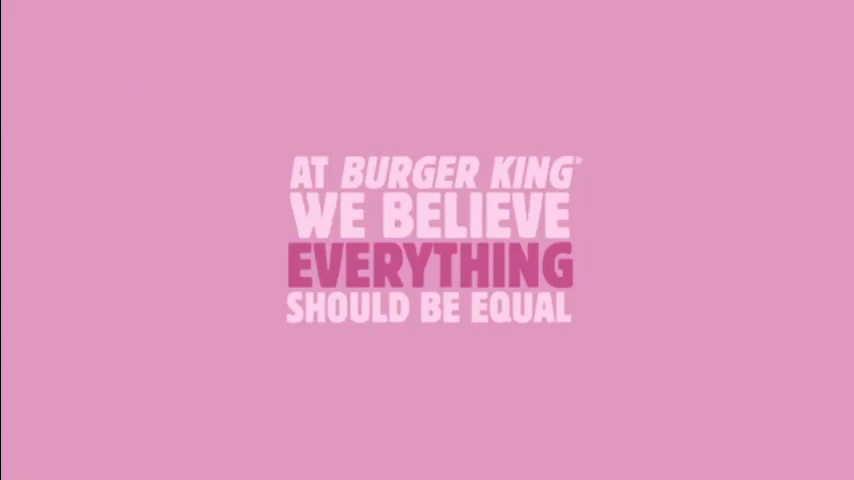 AT BURGER KING®
WE BELIEVE
EVERYTHING
SHOULD BE EQUAL